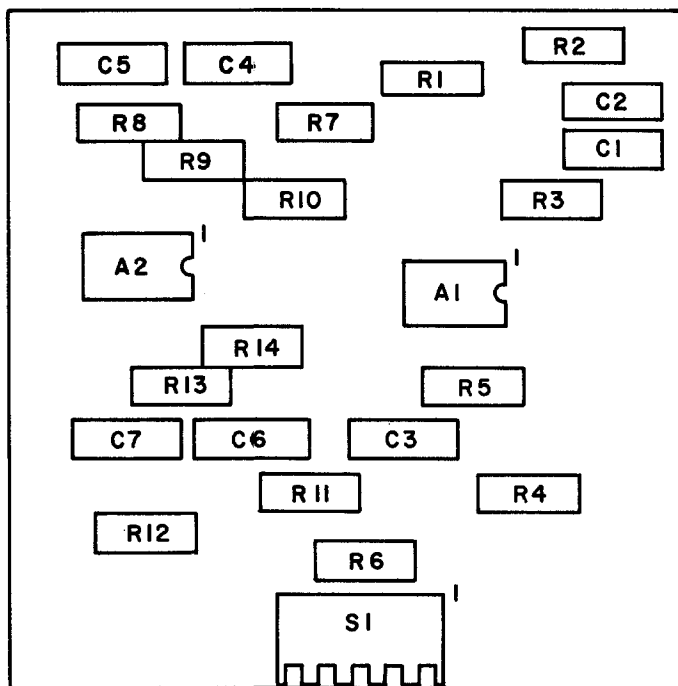 R2
C5 C4
R1
C2
R8 R7
C1
R9
R10 R3
1
A2
1
A1
R14
R13 R5
C7 C6 C3
R11 R4
R12
R6
1
S1